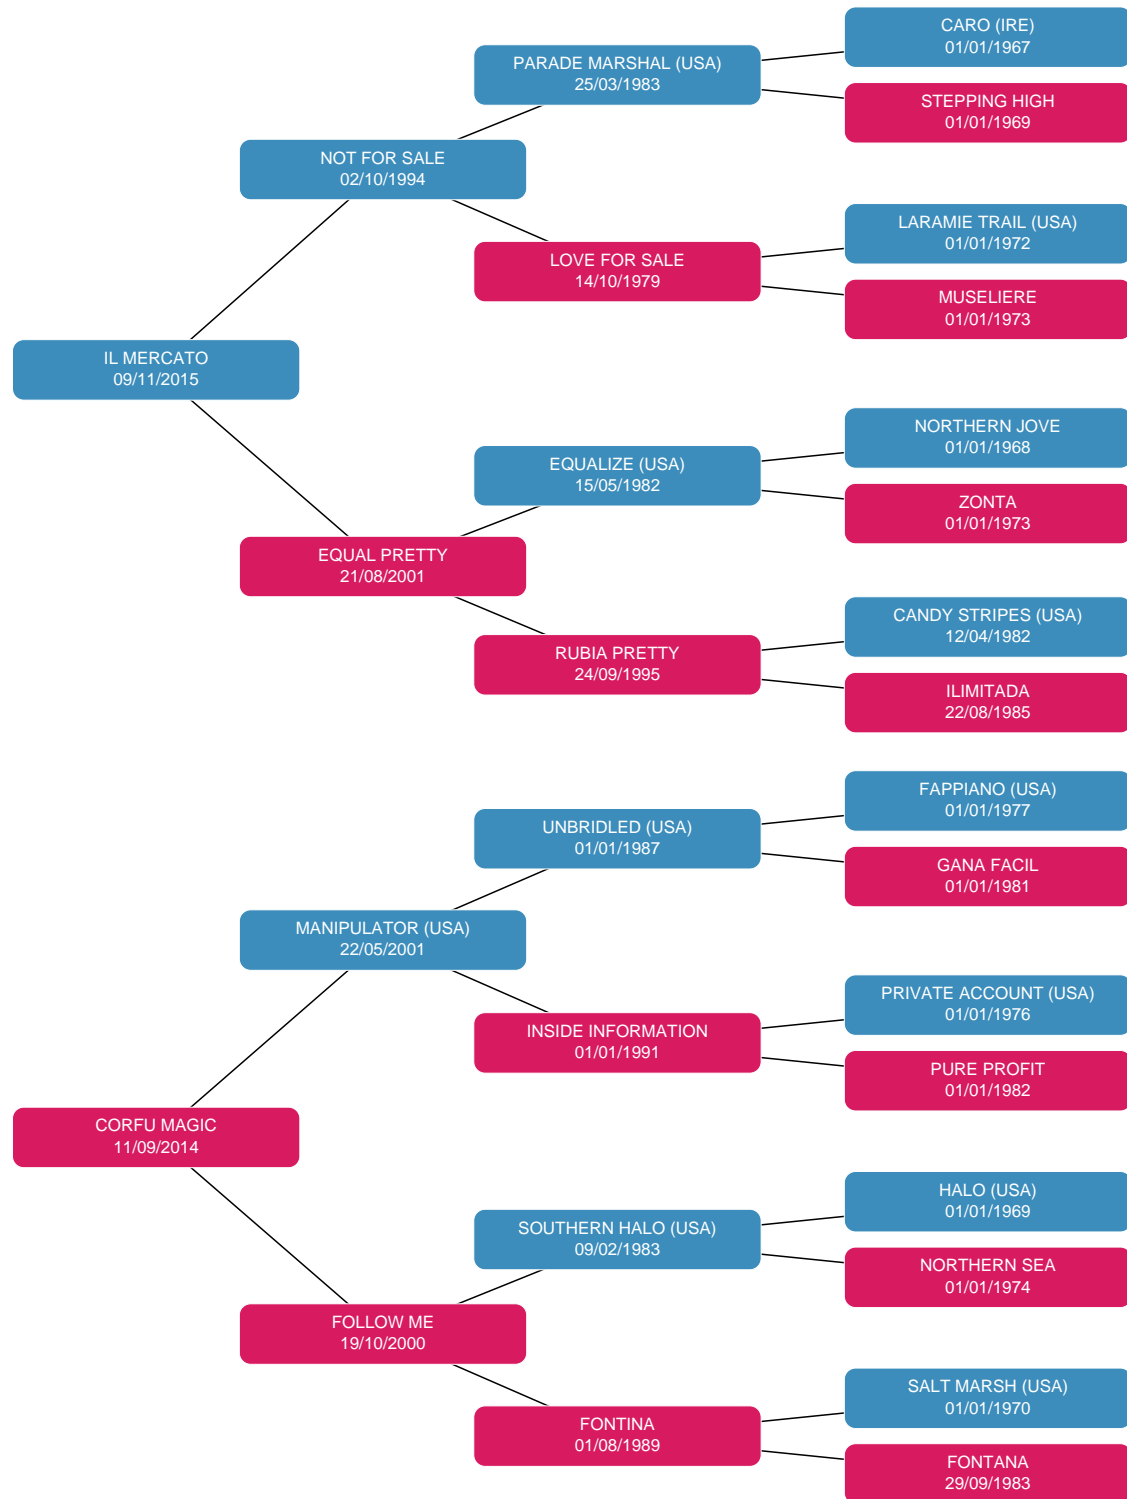 CARO (IRE)
01/01/1967
PARADE MARSHAL (USA)
25/03/1983
STEPPING HIGH
01/01/1969
NOT FOR SALE
02/10/1994
LARAMIE TRAIL (USA)
01/01/1972
LOVE FOR SALE
14/10/1979
MUSELIERE
01/01/1973
IL MERCATO
09/11/2015
NORTHERN JOVE
01/01/1968
EQUALIZE (USA)
15/05/1982
ZONTA
01/01/1973
EQUAL PRETTY
21/08/2001
CANDY STRIPES (USA)
12/04/1982
RUBIA PRETTY
24/09/1995
ILIMITADA
22/08/1985
FAPPIANO (USA)
01/01/1977
UNBRIDLED (USA)
01/01/1987
GANA FACIL
01/01/1981
MANIPULATOR (USA)
22/05/2001
PRIVATE ACCOUNT (USA)
01/01/1976
INSIDE INFORMATION
01/01/1991
PURE PROFIT
01/01/1982
CORFU MAGIC
11/09/2014
HALO (USA)
01/01/1969
SOUTHERN HALO (USA)
09/02/1983
NORTHERN SEA
01/01/1974
FOLLOW ME
19/10/2000
SALT MARSH (USA)
01/01/1970
FONTINA
01/08/1989
FONTANA
29/09/1983